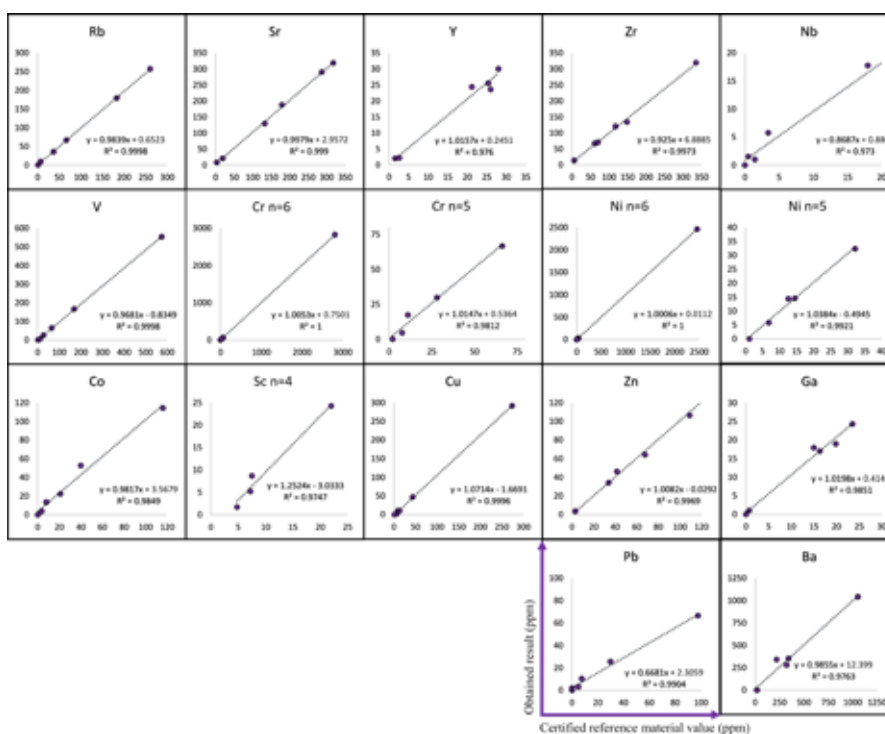 Rb
300
250
200
150
100
50
0
y = 0.9839x + 0.6523
R² = 0.9998
0 50 100 150 200 250 300
Sr
350
300
250
200
150
100
50
0
y = 0.9979x + 2.9572
R² = 0.999
0 50 100 150 200 250 300 350
Y
35
30
25
20
15
10
5
0
y = 1.0157x + 0.2451
R² = 0.976
0 5 10 15 20 25 30 35
Zr
350
300
250
200
150
100
50
0
y = 0.925x + 6.8885
R² = 0.9973
0 50 100 150 200 250 300 350
Nb
20
15
10
5
0
y = 0.8687x + 0.88
R² = 0.973
0 5 10 15 20
V
600
500
400
300
200
100
0
y = 0.9681x - 0.8349
R² = 0.9998
0 100 200 300 400 500 600
Cr n=6
3000
2000
1000
0
y = 1.0053x + 0.7501
R² = 1
0 1000 2000 3000
Cr n=5
75
50
25
0
y = 1.0147x + 0.5364
R² = 0.9812
0 25 50 75
Ni n=6
2500
2000
1500
1000
500
0
y = 1.0006x + 0.0112
R² = 1
0 500 1000 1500 2000 2500
Ni n=5
40
35
30
25
20
15
10
5
0
y = 1.0384x - 0.4945
R² = 0.9921
0 10 20 30 40
Co
120
100
80
60
40
20
0
y = 0.9817x + 3.5679
R² = 0.9849
0 20 40 60 80 100 120
Sc n=4
25
20
15
10
5
0
y = 1.2524x - 3.0333
R² = 0.9747
0 5 10 15 20 25
Cu
300
250
200
150
100
50
0
y = 1.0714x - 1.6691
R² = 0.9996
0 50 100 150 200 250 300
Zn
120
100
80
60
40
20
0
y = 1.0082x - 0.0292
R² = 0.9969
0 20 40 60 80 100 120
Ga
30
25
20
15
10
5
0
y = 1.0198x + 0.414
R² = 0.9851
0 5 10 15 20 25 30
Obtained result (ppm)
Pb
100
80
60
40
20
0
y = 0.6681x + 2.3059
R² = 0.9904
0 20 40 60 80 100
Ba
1250
1000
750
500
250
0
y = 0.9855x + 12.399
R² = 0.9763
0 250 500 750 1000 1250
Certified reference material value (ppm)